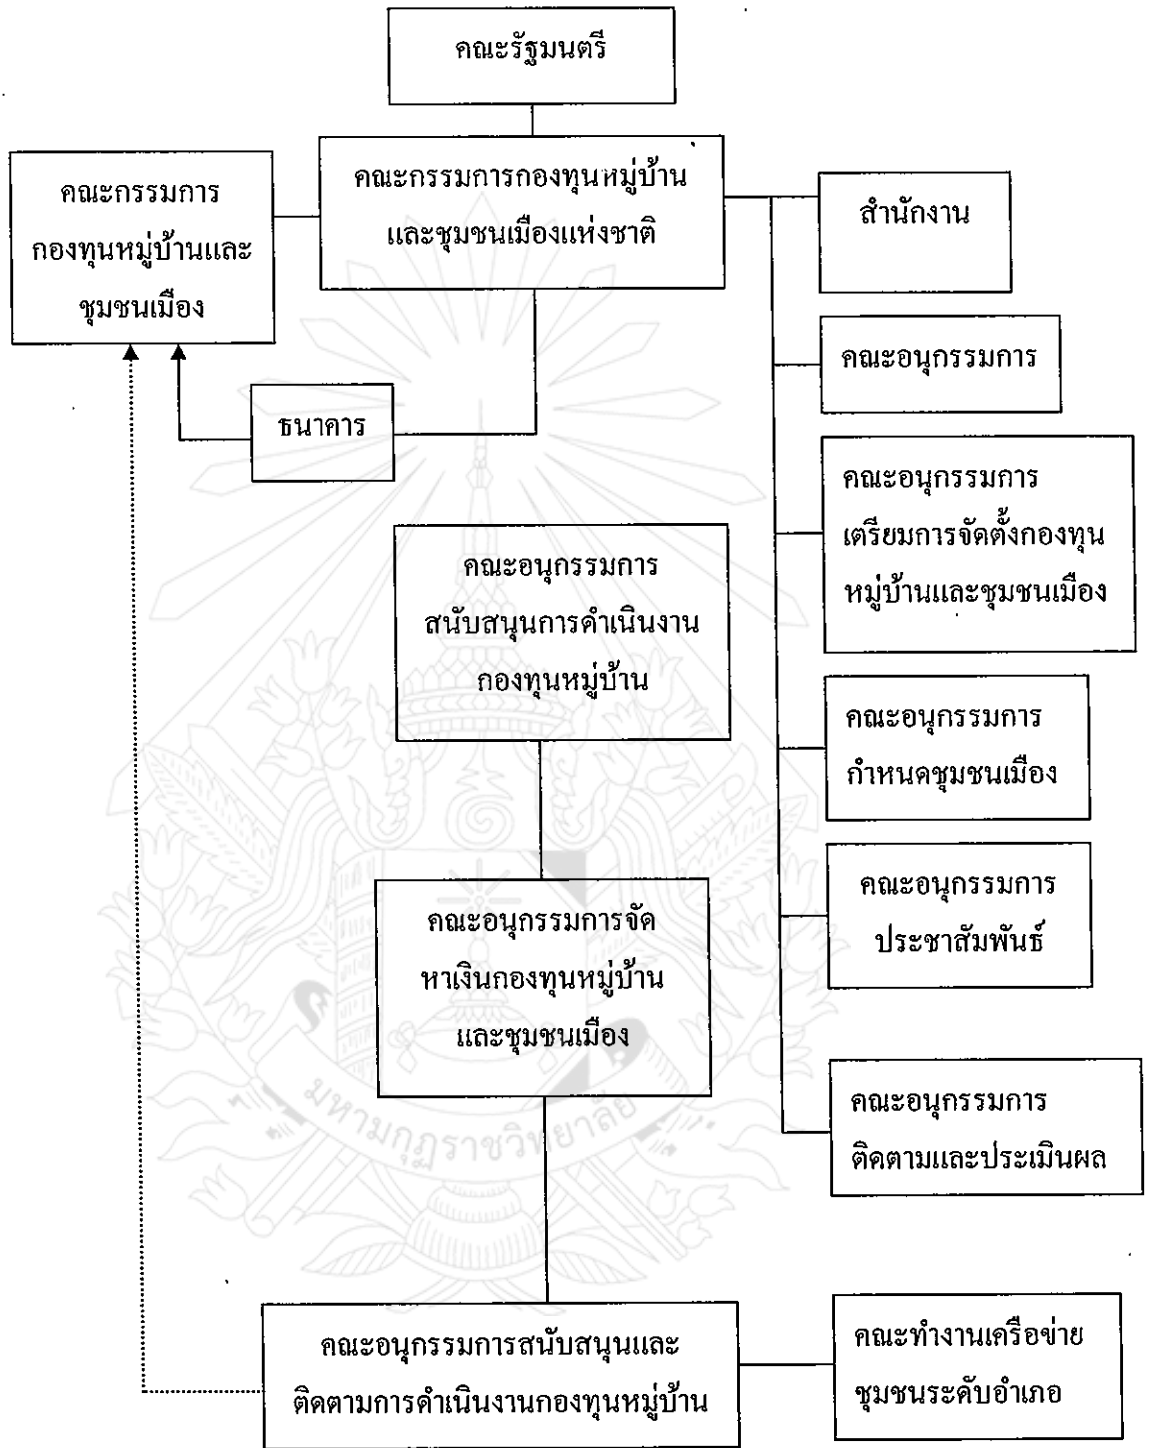 คณะรัฐมนตรี
คณะกรรมการกองทุนหมู่บ้าน
และชุมชนเมืองแห่งชาติ
คณะกรรมการ
กองทุนหมู่บ้านและ
ชุมชนเมือง
สำนักงาน
คณะอนุกรรมการ
ธนาคาร
คณะอนุกรรมการ
เตรียมการจัดตั้งกองทุน
หมู่บ้านและชุมชนเมือง
คณะอนุกรรมการ
สนับสนุนการดำเนินงาน
กองทุนหมู่บ้าน
คณะอนุกรรมการ
กำหนดชุมชนเมือง
คณะอนุกรรมการ
ประชาสัมพันธ์
คณะอนุกรรมการจัด
หาเงินกองทุนหมู่บ้าน
และชุมชนเมือง
คณะอนุกรรมการ
ติดตามและประเมินผล
มหามกุฏราชวิทยาลัย
คณะอนุกรรมการสนับสนุนและ
ติดตามการดำเนินงานกองทุนหมู่บ้าน
คณะทำงานเครือข่าย
ชุมชนระดับอำเภอ